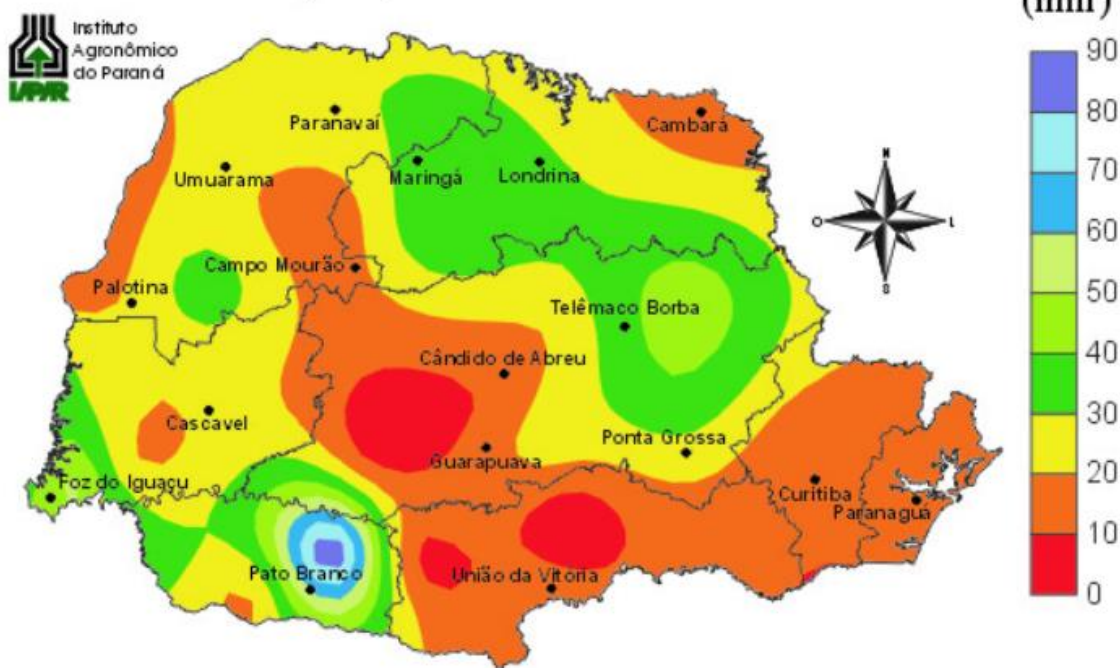 (mm)
Instituto
Agronômico
do Paraná
IAPAR
Paranavaí
Cambará
Umuarama
Maringá
Londrina
Campo Mourão
Palotina
Telêmaco Borba
Cândido de Abreu
Cascavel
Ponta Grossa
Guarapuava
Foz do Iguaçu
Curitiba
Paranaguá
Pato Branco
União da Vitoria
N
O
L
S
90
80
70
60
50
40
30
20
10
0